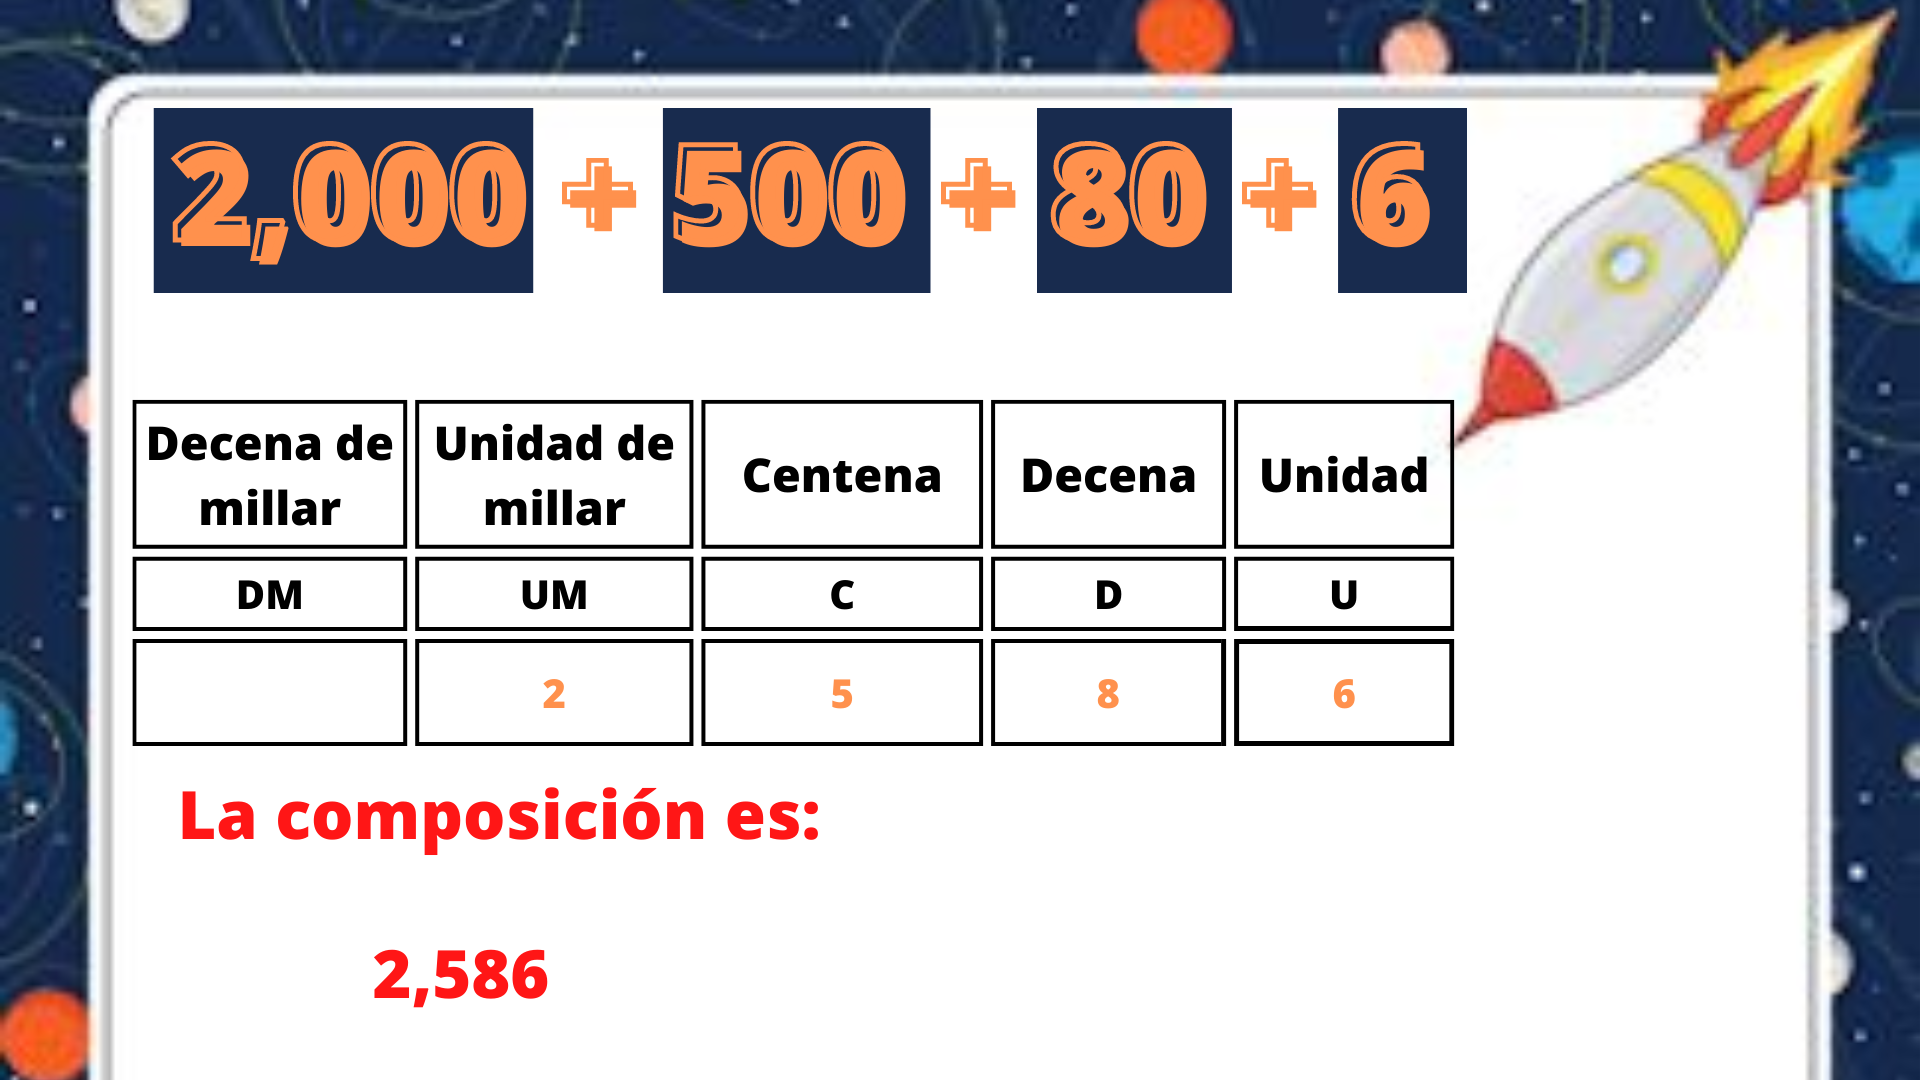 2,000 + 500 + 80 + 6
Decena de millar Unidad de millar Centena Decena Unidad
DM UM C D U
2 5 8 6
La composición es:
2,586